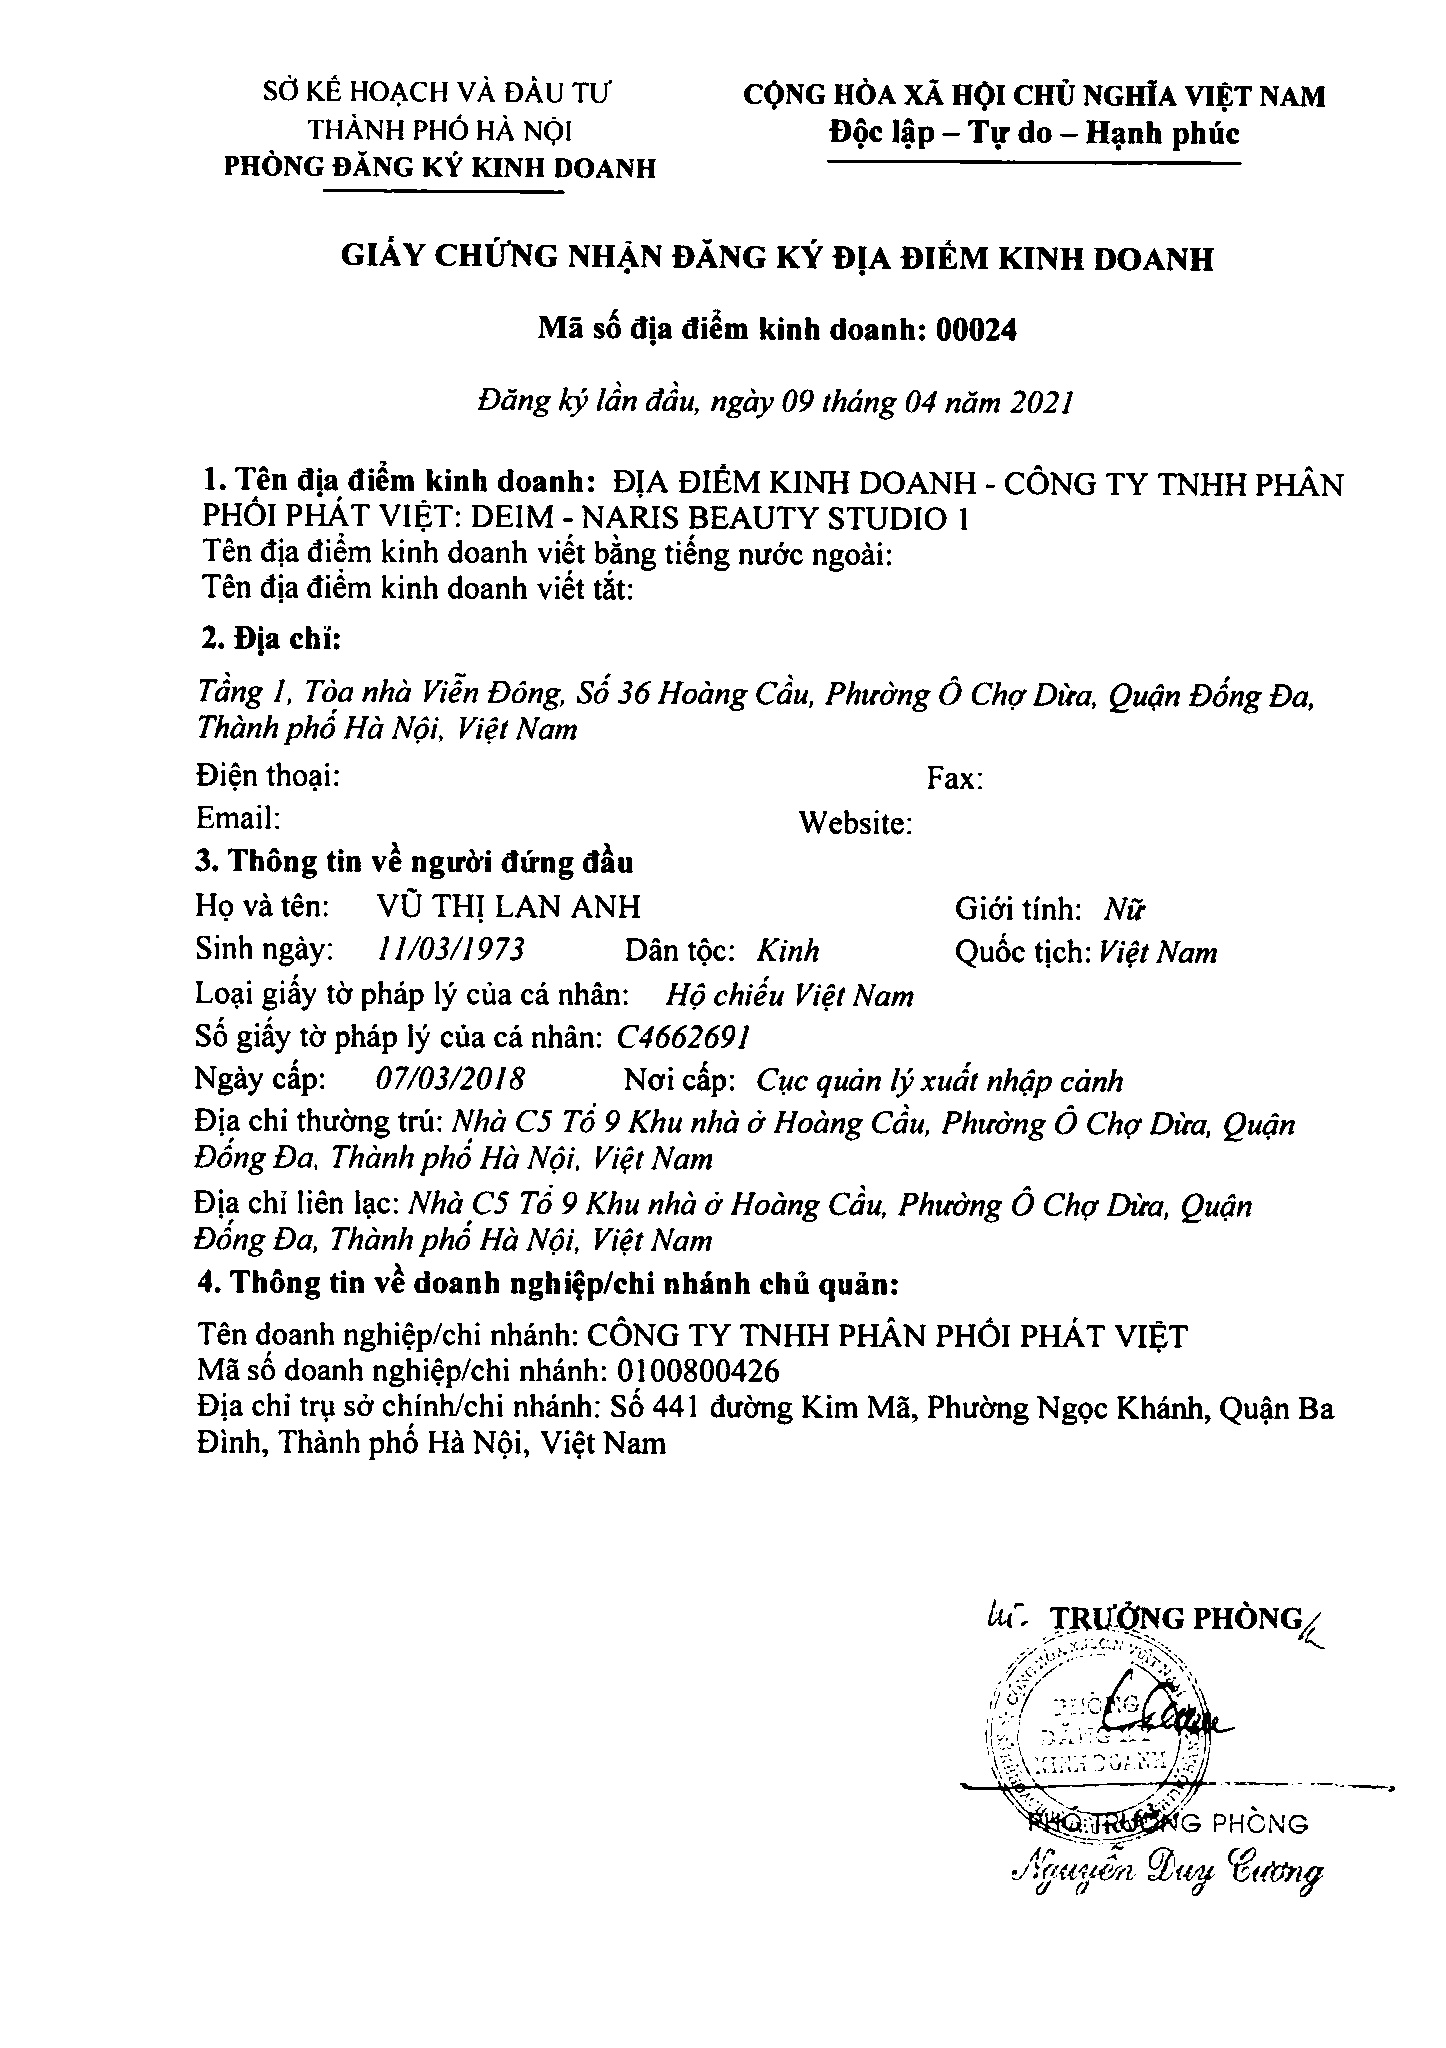 SỞ KẾ HOẠCH VÀ ĐẦU TƯ
THÀNH PHỐ HÀ NỘI
PHÒNG ĐĂNG KÝ KINH DOANH
CỘNG HÒA XÃ HỘI CHỦ NGHĨA VIỆT NAM
Độc lập – Tự do – Hạnh phúc
GIẤY CHỨNG NHẬN ĐĂNG KÝ ĐỊA ĐIỂM KINH DOANH
Mã số địa điểm kinh doanh: 00024
Đăng ký lần đầu, ngày 09 tháng 04 năm 2021
1. Tên địa điểm kinh doanh: ĐỊA ĐIỂM KINH DOANH - CÔNG TY TNHH PHÂN
PHỐI PHÁT VIỆT: DEIM - NARIS BEAUTY STUDIO 1
Tên địa điểm kinh doanh viết bằng tiếng nước ngoài:
Tên địa điểm kinh doanh viết tắt:
2. Địa chỉ:
Tầng 1, Tòa nhà Viễn Đông, Số 36 Hoàng Cầu, Phường Ô Chợ Dừa, Quận Đống Đa,
Thành phố Hà Nội, Việt Nam
Điện thoại: Fax:
Email: Website:
3. Thông tin về người đứng đầu
Họ và tên: VŨ THỊ LAN ANH Giới tính: Nữ
Sinh ngày: 11/03/1973 Dân tộc: Kinh Quốc tịch: Việt Nam
Loại giấy tờ pháp lý của cá nhân: Hộ chiếu Việt Nam
Số giấy tờ pháp lý của cá nhân: C4662691
Ngày cấp: 07/03/2018 Nơi cấp: Cục quản lý xuất nhập cảnh
Địa chỉ thường trú: Nhà C5 Tổ 9 Khu nhà ở Hoàng Cầu, Phường Ô Chợ Dừa, Quận
Đống Đa, Thành phố Hà Nội, Việt Nam
Địa chỉ liên lạc: Nhà C5 Tổ 9 Khu nhà ở Hoàng Cầu, Phường Ô Chợ Dừa, Quận
Đống Đa, Thành phố Hà Nội, Việt Nam
4. Thông tin về doanh nghiệp/chi nhánh chủ quản:
Tên doanh nghiệp/chi nhánh: CÔNG TY TNHH PHÂN PHỐI PHÁT VIỆT
Mã số doanh nghiệp/chi nhánh: 0100800426
Địa chỉ trụ sở chính/chi nhánh: Số 441 đường Kim Mã, Phường Ngọc Khánh, Quận Ba
Đình, Thành phố Hà Nội, Việt Nam
TRƯỞNG PHÒNG
PHÒNG
ĐĂNG KÝ
KINH DOANH
PHÓ TRƯỞNG PHÒNG
Nguyễn Duy Cương